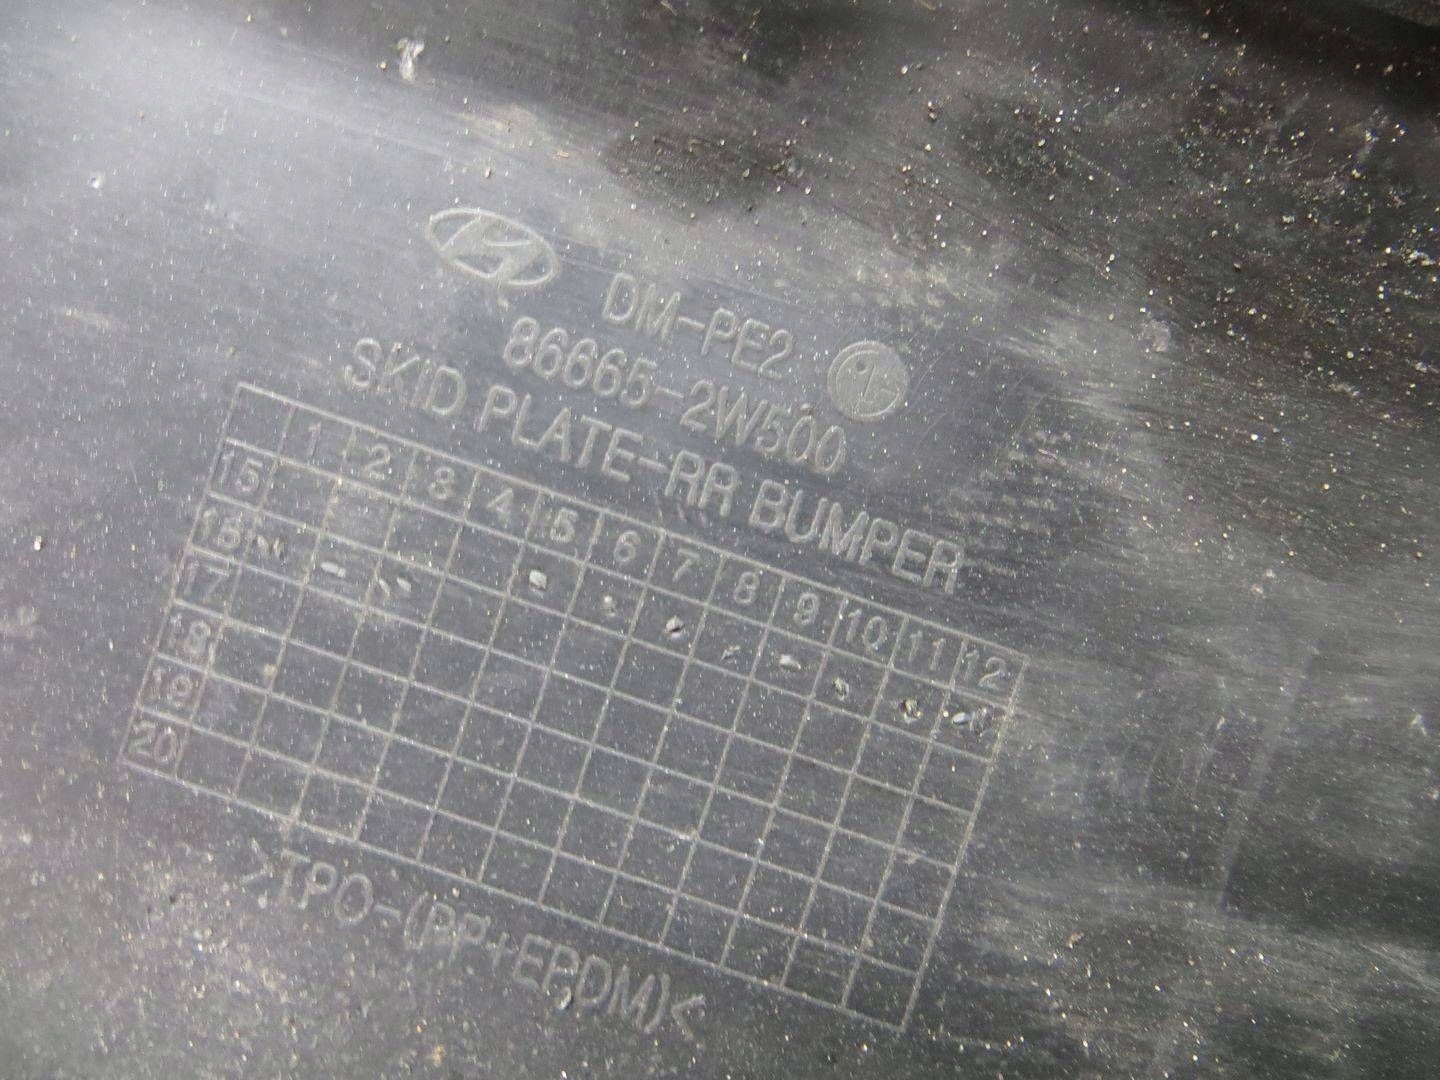 DM-PE2
86665-2W500
SKID PLATE-RR BUMPER
1 2 3 4 5 6 7 8 9 10 11 12
15
16
17
18
19
20
>TPO-(PP+EPDM)<